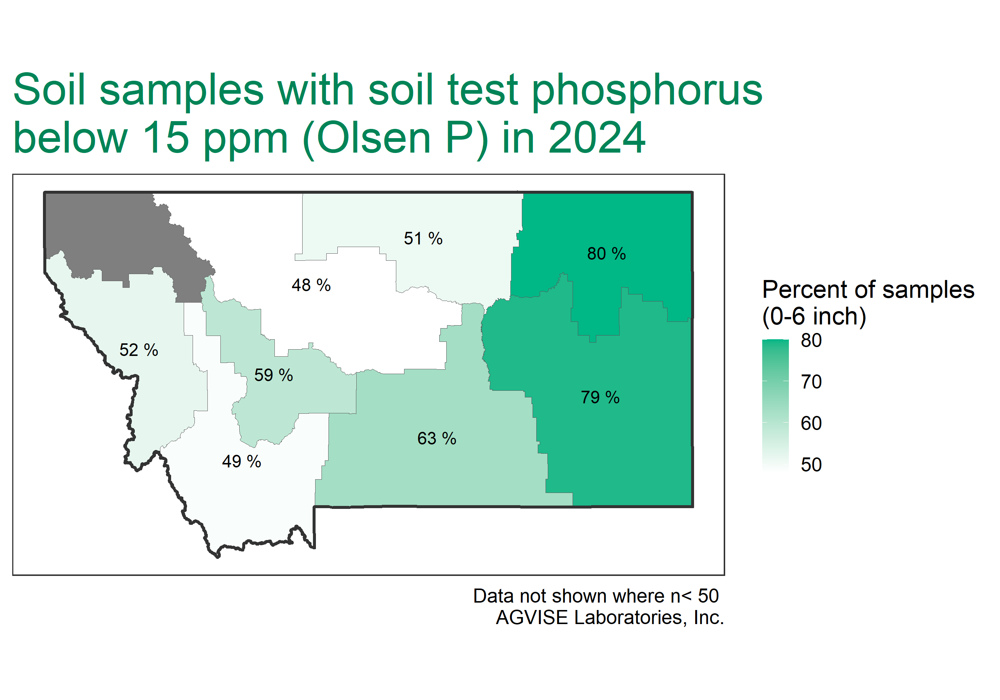 Soil samples with soil test phosphorus
below 15 ppm (Olsen P) in 2024
51 %
80 %
48 %
52 %
59 %
79 %
63 %
49 %
Percent of samples
(0-6 inch)
80
70
60
50
Data not shown where n< 50
AGVISE Laboratories, Inc.